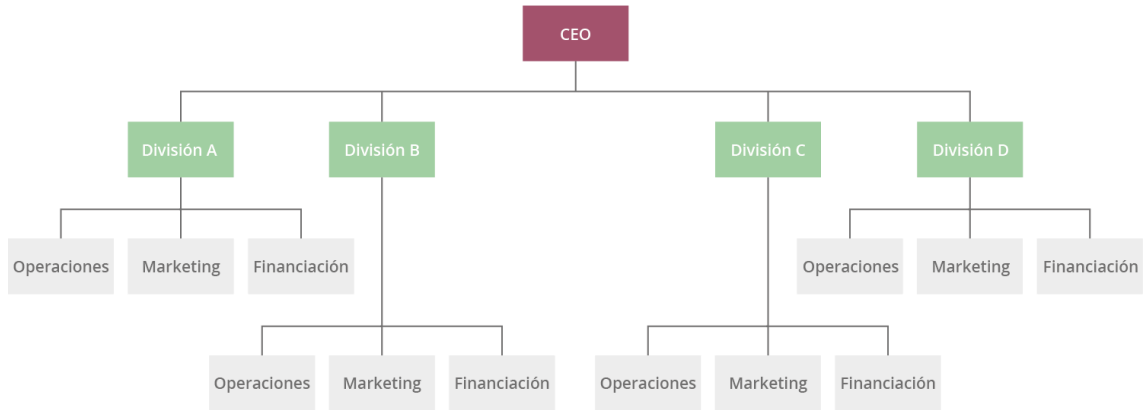 CEO
División A
División B
División C
División D
Operaciones
Marketing
Financiación
Operaciones
Marketing
Financiación
Operaciones
Marketing
Financiación
Operaciones
Marketing
Financiación